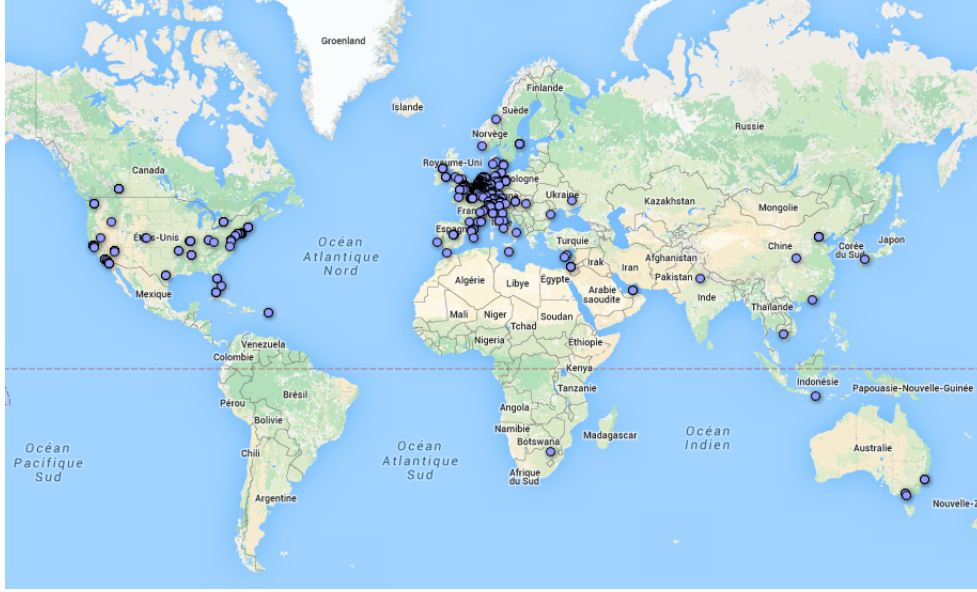 Groenland
Islande
Finlande
Suède
Norvège
Russie
Canada
Royaume-Uni
Ukraine
Kazakhstan
Mongolie
États-Unis
Océan
Atlantique
Nord
Turquie
Chine
Corée
du Sud
Japon
Irak
Iran
Afghanistan
Pakistan
Mexique
Algérie
Libye
Égypte
Arabie
saoudite
Inde
Thaïlande
Mali
Niger
Tchad
Soudan
Nigeria
Éthiopie
Venezuela
Colombie
Kenya
Tanzanie
Indonésie
Papouasie-Nouvelle-Guinée
Pérou
Brésil
Bolivie
Angola
Namibie
Botswana
Madagascar
Océan
Indien
Océan
Pacifique
Sud
Chili
Argentine
Océan
Atlantique
Sud
Afrique
du Sud
Australie
Nouvelle-Z